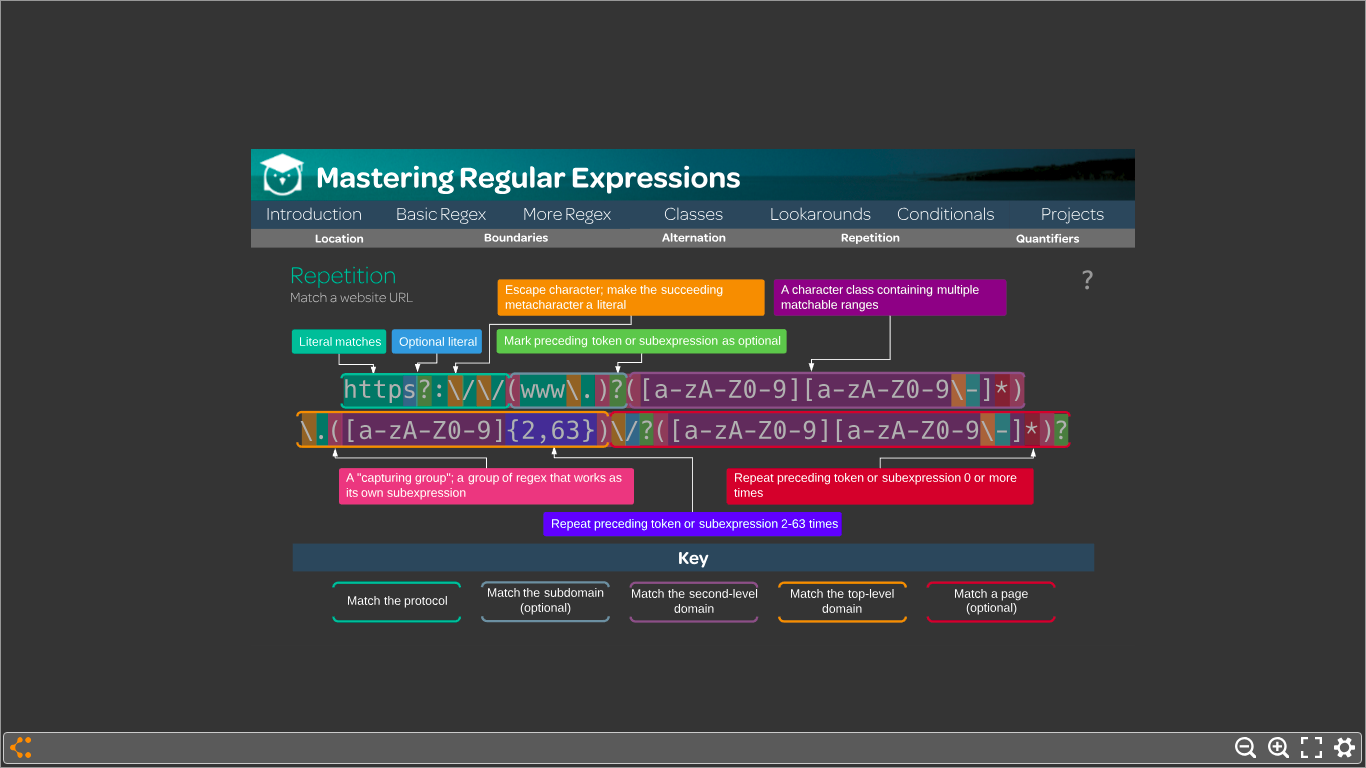 Mastering Regular Expressions
Introduction Basic Regex More Regex Classes Lookarounds Conditionals Projects
Location Boundaries Alternation Repetition Quantifiers
Repetition
?
Match a website URL
Escape character; make the succeeding
metacharacter a literal
A character class containing multiple
matchable ranges
Literal matches
Optional literal
Mark preceding token or subexpression as optional
https?:\/\/(www\.)?([a-zA-Z0-9][a-zA-Z0-9\-]*)
\.([a-zA-Z0-9]{2,63})\/?([a-zA-Z0-9][a-zA-Z0-9\-]*)?
A "capturing group"; a group of regex that works as
its own subexpression
Repeat preceding token or subexpression 0 or more
times
Repeat preceding token or subexpression 2-63 times
Key
Match the protocol
Match the subdomain
(optional)
Match the second-level
domain
Match the top-level
domain
Match a page
(optional)